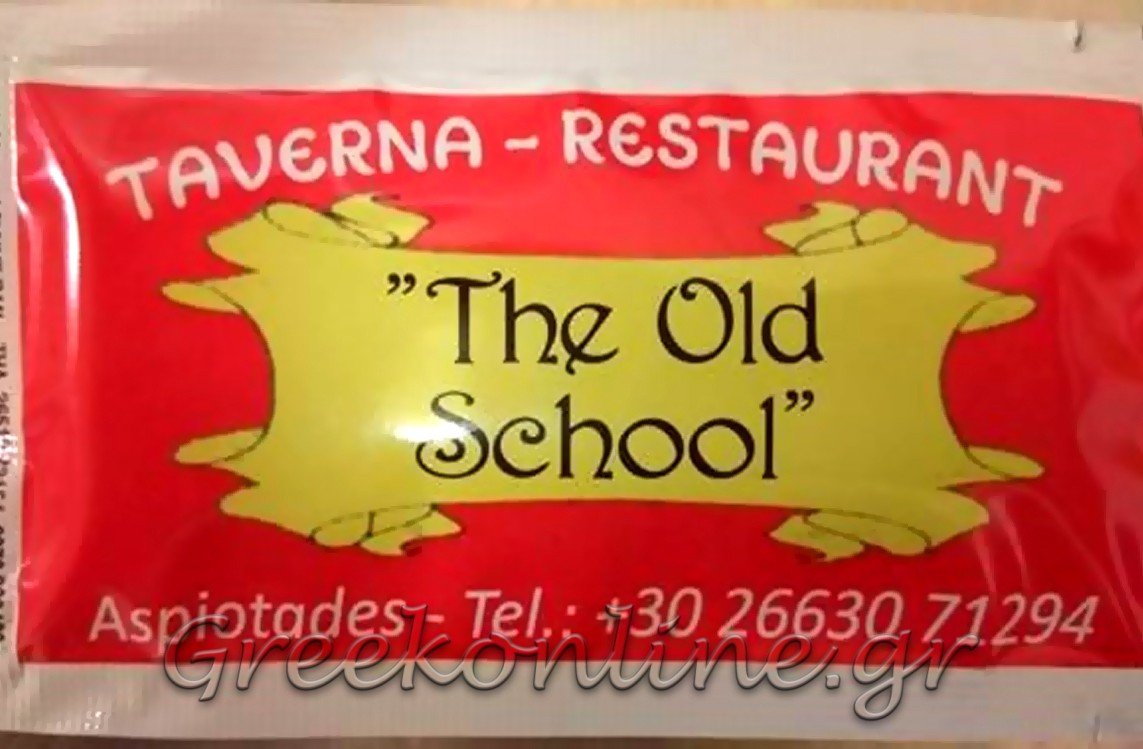 TAVERNA - RESTAURANT
"The Old
School"
Aspiotades - Tel.: +30 26630 71294
Greekonline.gr